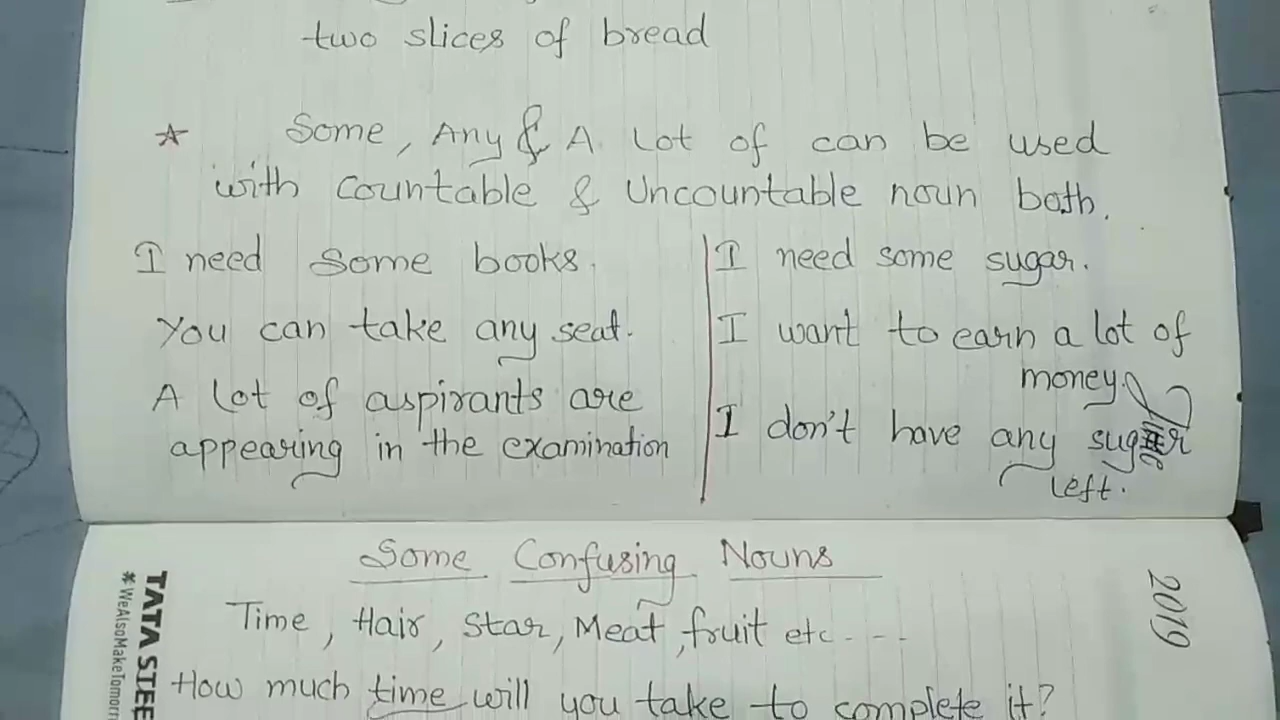 two slices of bread
☆ Some, Any & A lot of can be used
with countable & Uncountable noun both.
I need some books.
You can take any seat.
A lot of aspirants are
appearing in the examination
I need some sugar.
I want to earn a lot of
money.
I don't have any sugar
left.
Some Confusing Nouns
Time, Hair, Star, Meat, fruit etc----
How much time will you take to complete it?
2019
TATA STEE
#WeAlsoMakeTomorr